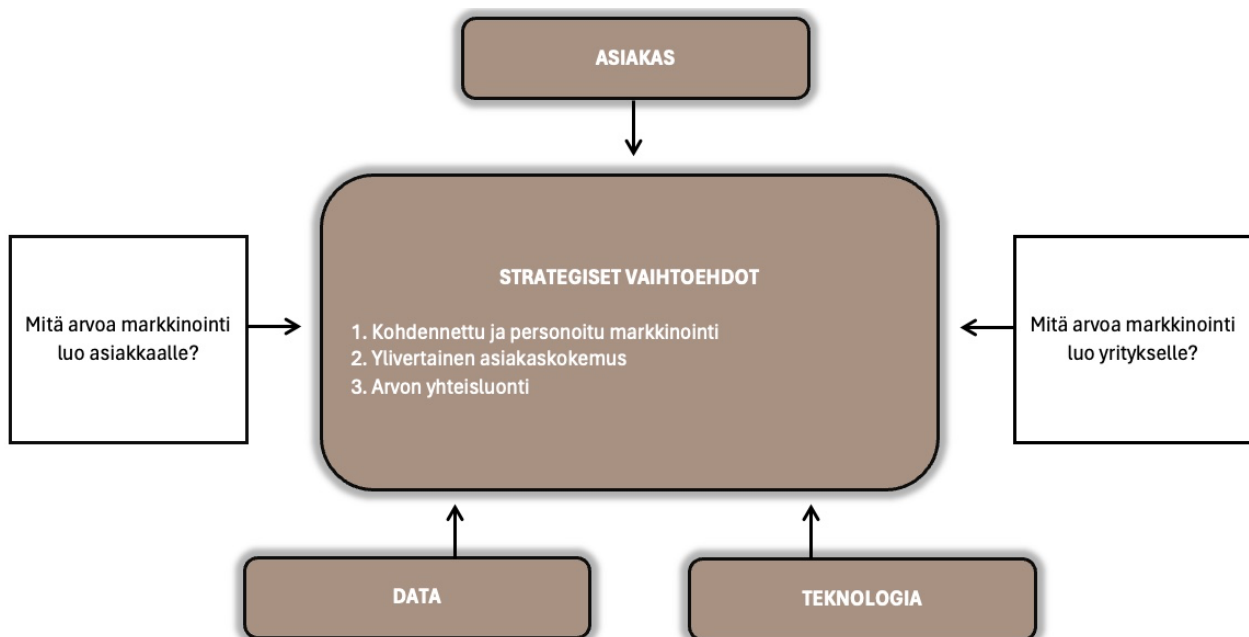 ASIAKAS
STRATEGISET VAIHTOEHDOT
1. Kohdennettu ja personoitu markkinointi
2. Ylivertainen asiakaskokemus
3. Arvon yhteisluonti
Mitä arvoa markkinointi
luo asiakkaalle?
Mitä arvoa markkinointi
luo yritykselle?
DATA
TEKNOLOGIA